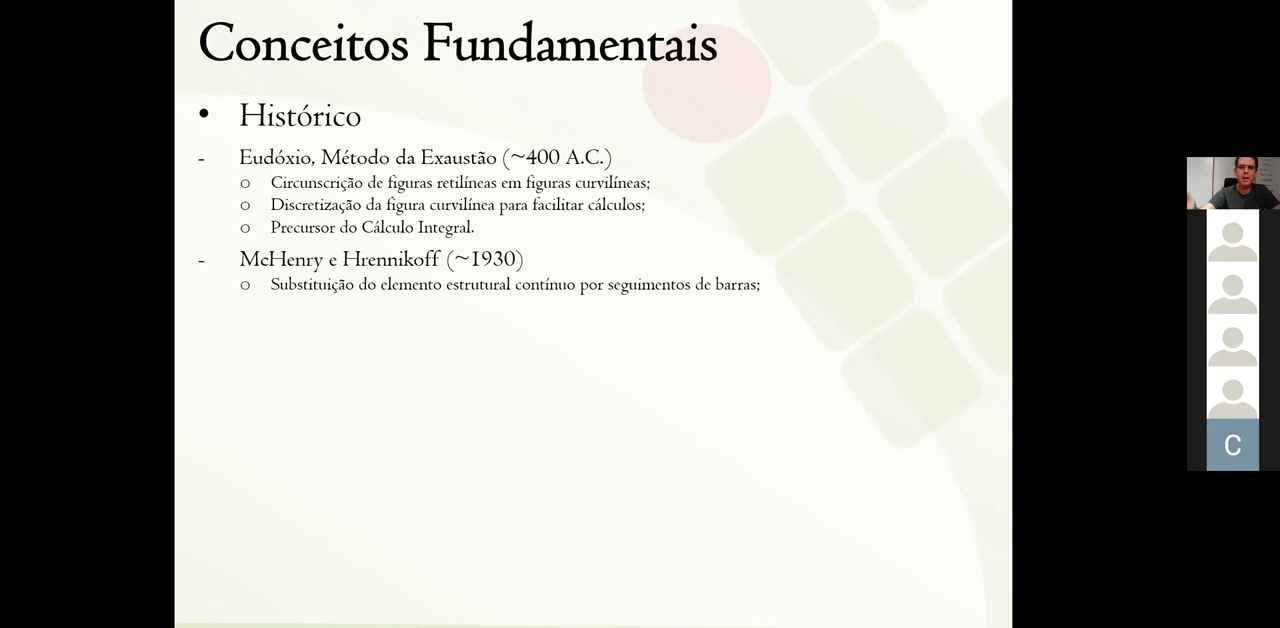 Conceitos Fundamentais
• Histórico
- Eudóxio, Método da Exaustão (~400 A.C.)
o Circunscrição de figuras retilíneas em figuras curvilíneas;
o Discretização da figura curvilínea para facilitar cálculos;
o Precursor do Cálculo Integral.
- McHenry e Hrennikoff (~1930)
o Substituição do elemento estrutural contínuo por seguimentos de barras;
C